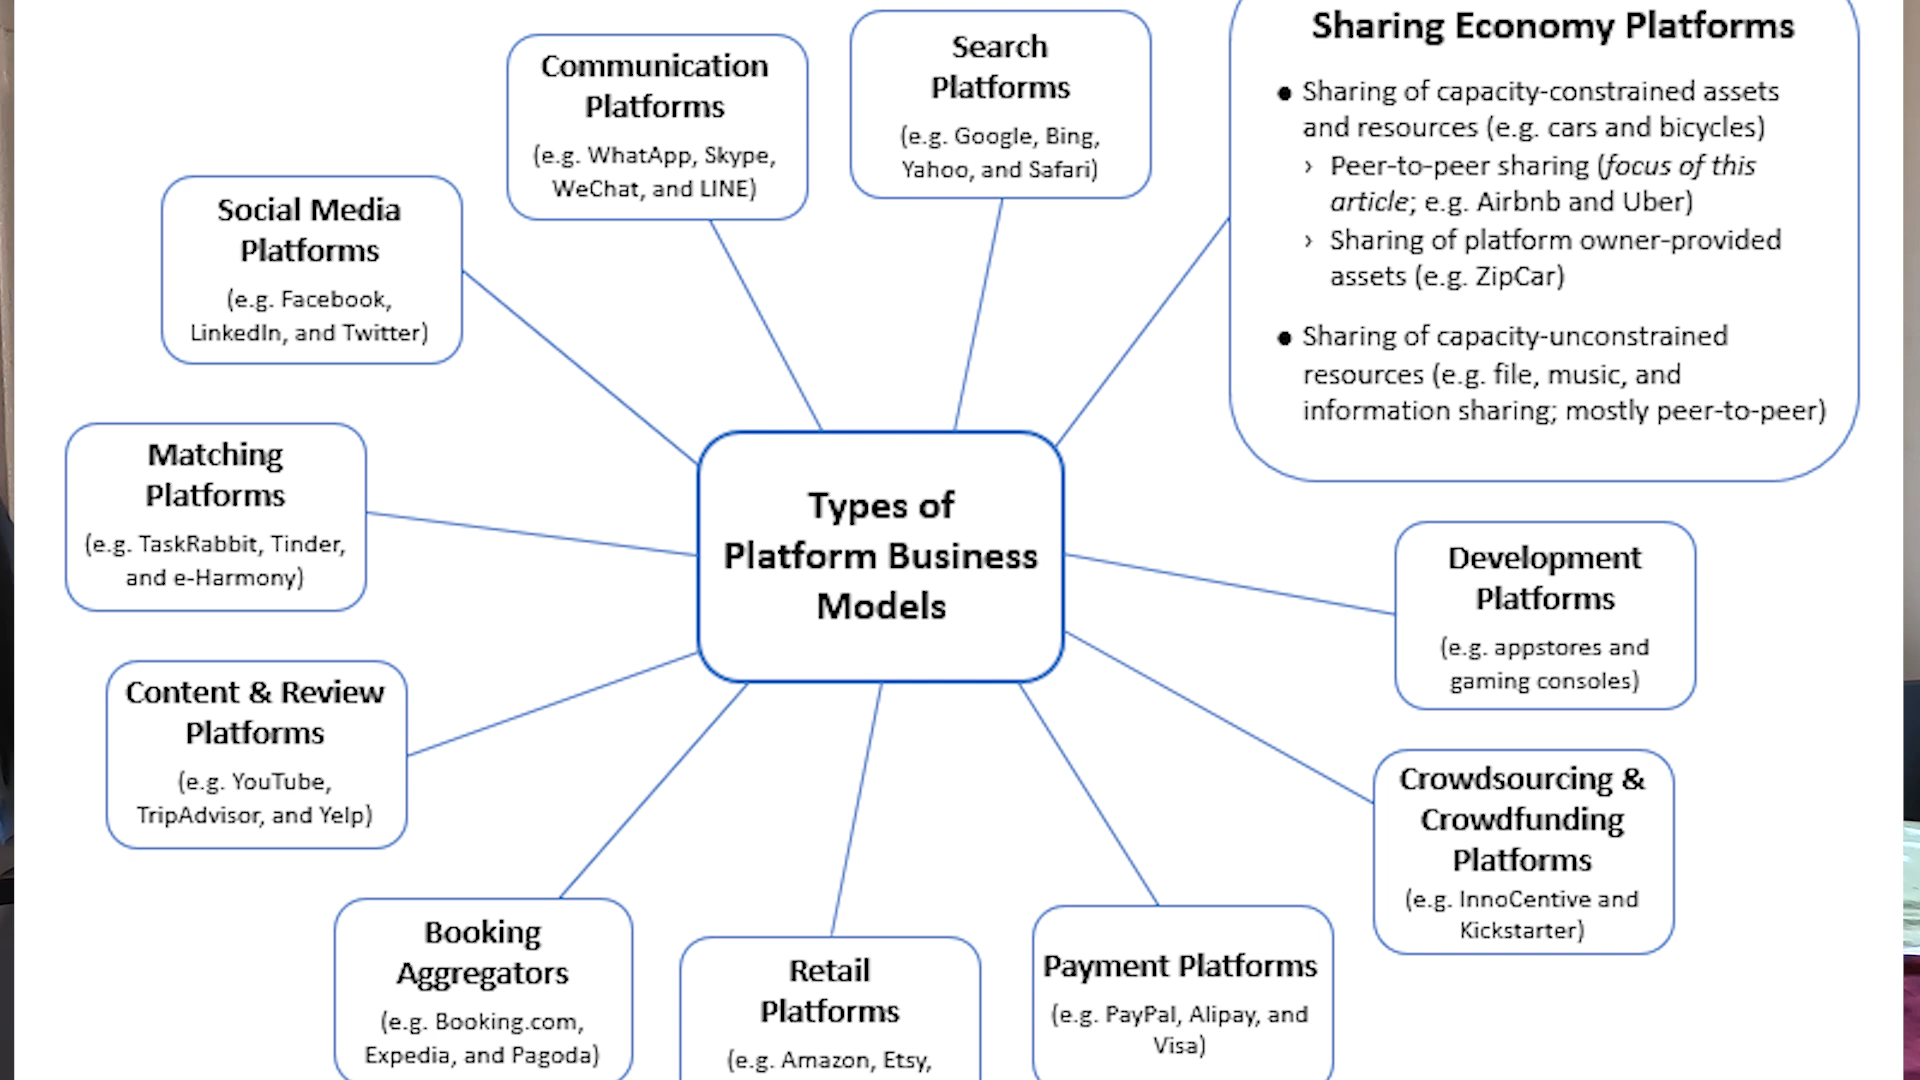 Sharing Economy Platforms
● Sharing of capacity-constrained assets
and resources (e.g. cars and bicycles)
› Peer-to-peer sharing (focus of this
article; e.g. Airbnb and Uber)
› Sharing of platform owner-provided
assets (e.g. ZipCar)
● Sharing of capacity-unconstrained
resources (e.g. file, music, and
information sharing; mostly peer-to-peer)
Search
Platforms
(e.g. Google, Bing,
Yahoo, and Safari)
Communication
Platforms
(e.g. WhatApp, Skype,
WeChat, and LINE)
Social Media
Platforms
(e.g. Facebook,
LinkedIn, and Twitter)
Matching
Platforms
(e.g. TaskRabbit, Tinder,
and e-Harmony)
Types of
Platform Business
Models
Development
Platforms
(e.g. appstores and
gaming consoles)
Content & Review
Platforms
(e.g. YouTube,
TripAdvisor, and Yelp)
Crowdsourcing &
Crowdfunding
Platforms
(e.g. InnoCentive and
Kickstarter)
Booking
Aggregators
(e.g. Booking.com,
Expedia, and Pagoda)
Retail
Platforms
(e.g. Amazon, Etsy,
Payment Platforms
(e.g. PayPal, Alipay, and
Visa)